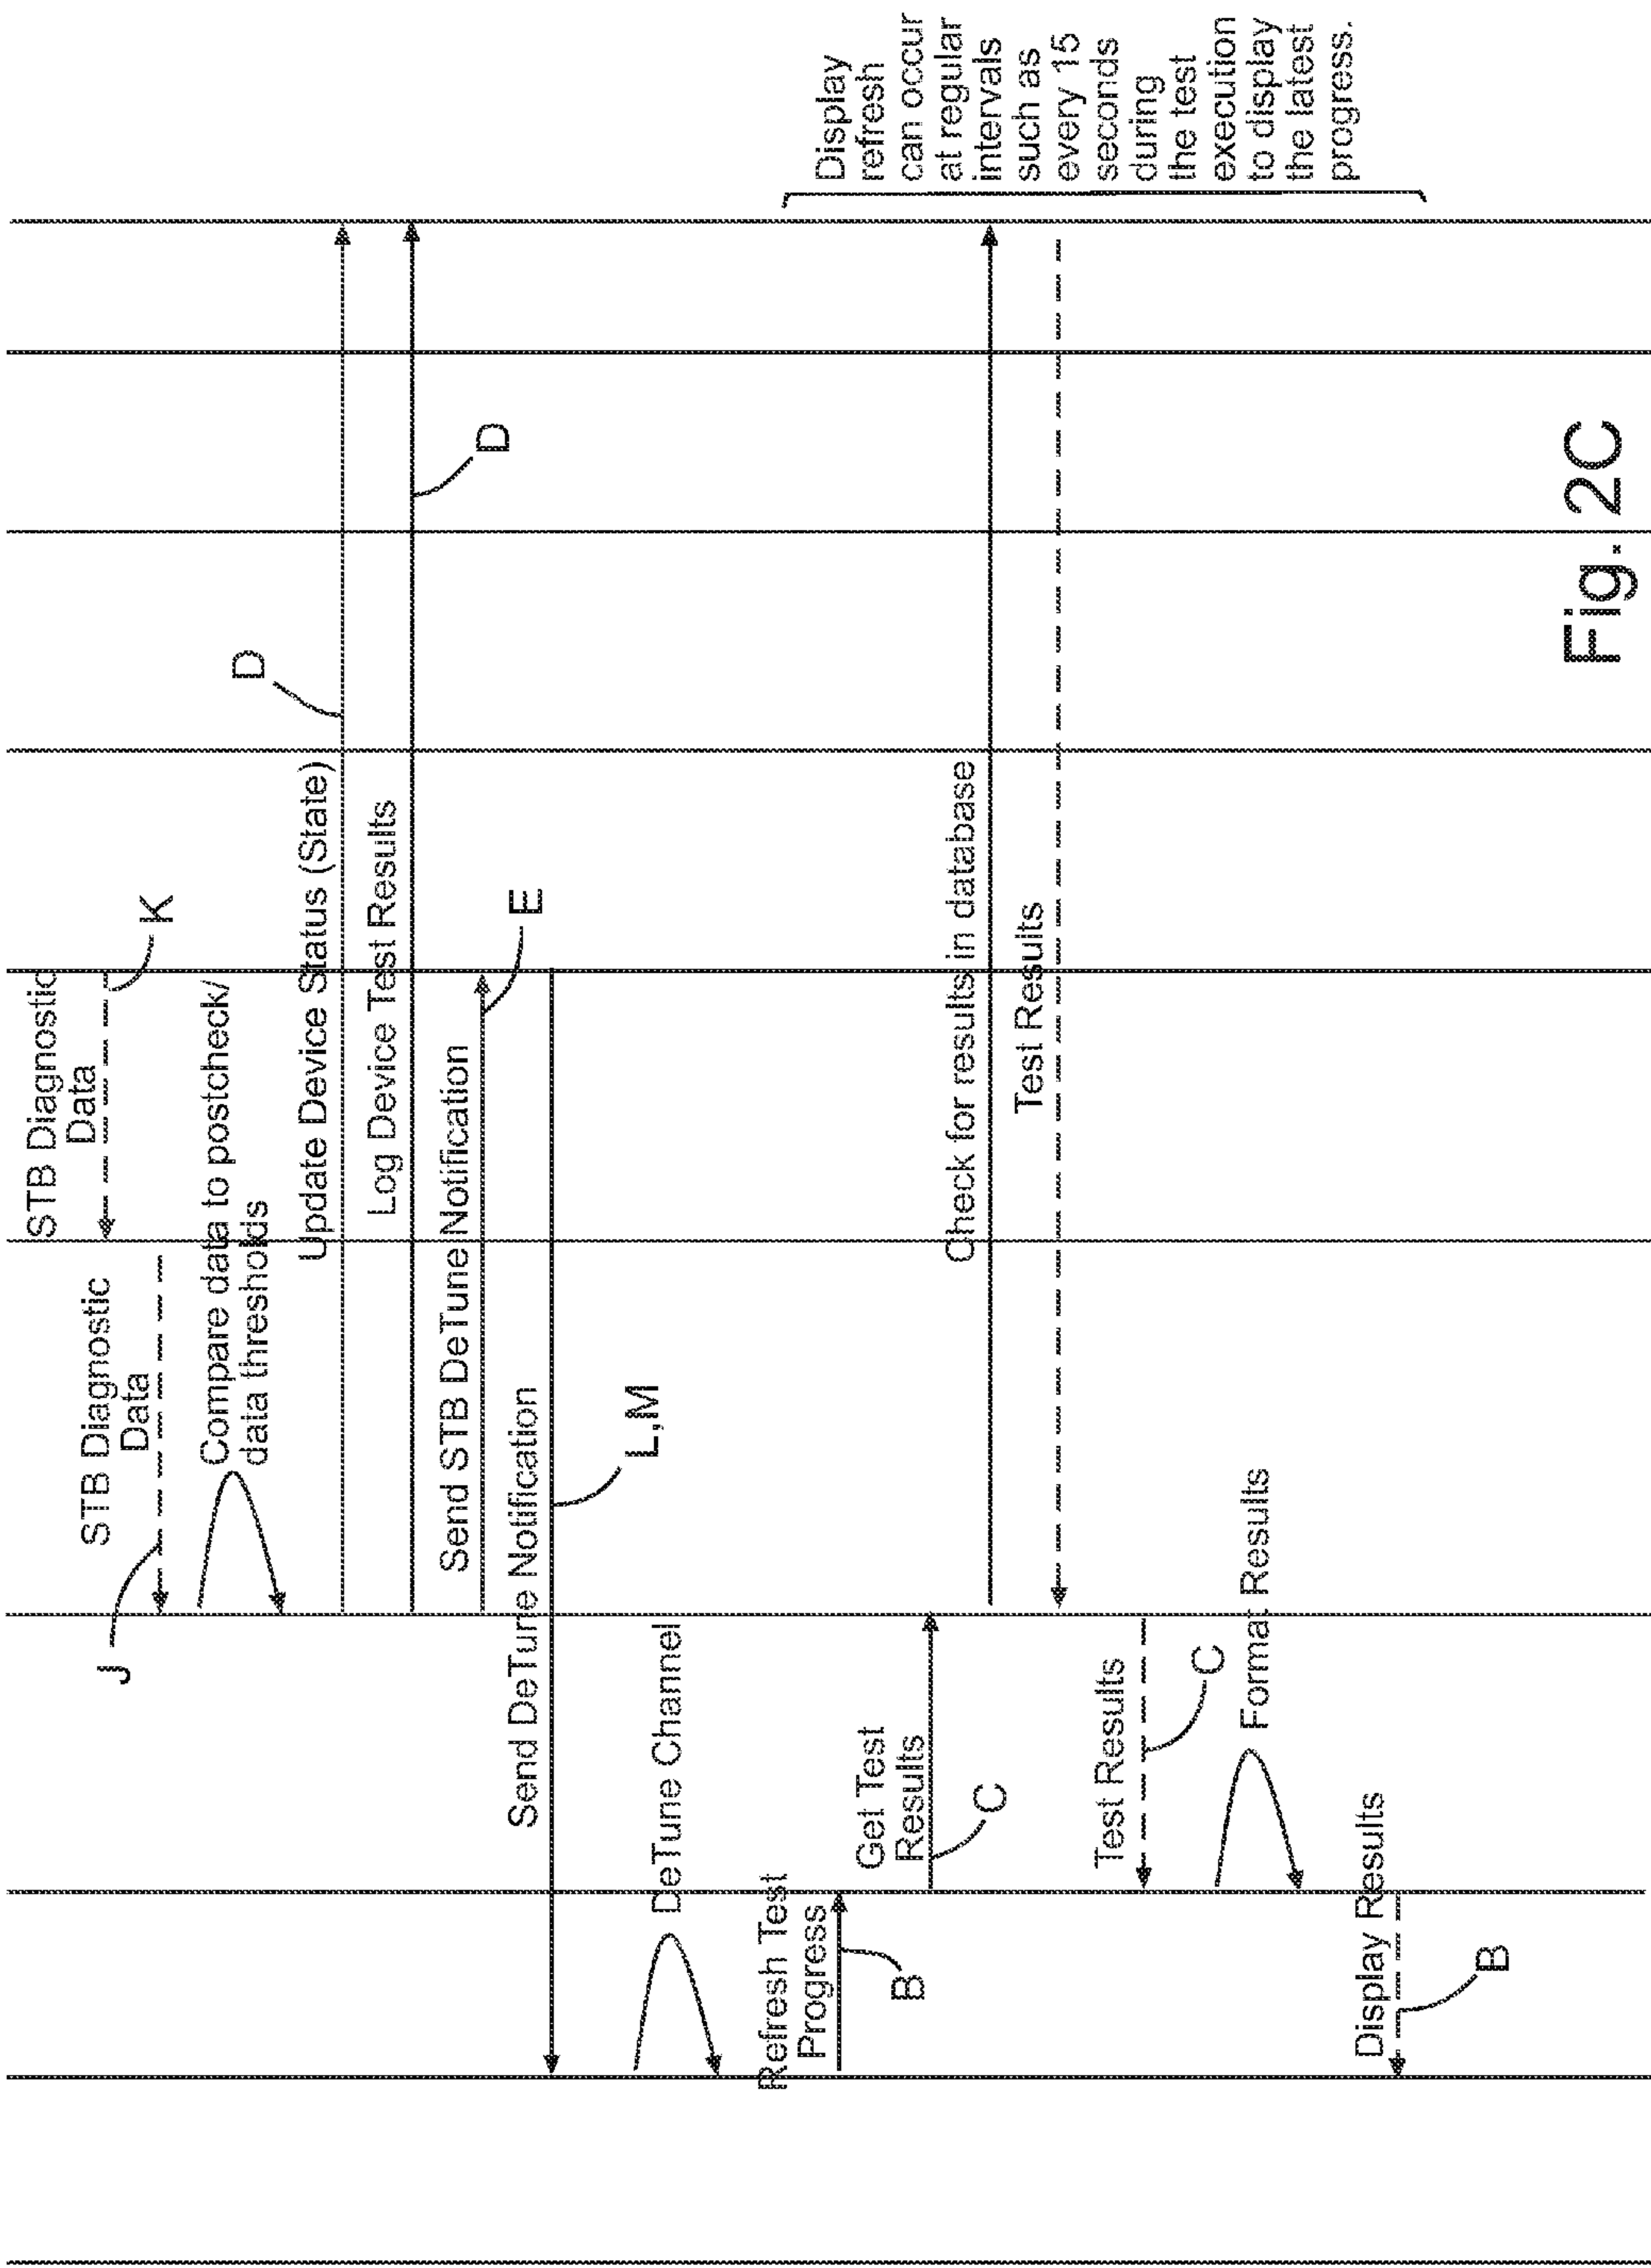 STB Diagnostic
Data
K
STB Diagnostic
Data
J
Compare data to postcheck/
data thresholds
Update Device Status (State)
D
Log Device Test Results
D
Send STB DeTune Notification
E
Send DeTune Notification
L,M
DeTune Channel
Refresh Test
Progress
B
Get Test
Results
C
Check for results in database
Test Results
Test Results
C
Format Results
Display Results
B
Display
refresh
can occur
at regular
intervals
such as
every 15
seconds
during
the test
execution
to display
the latest
progress.
Fig. 2C